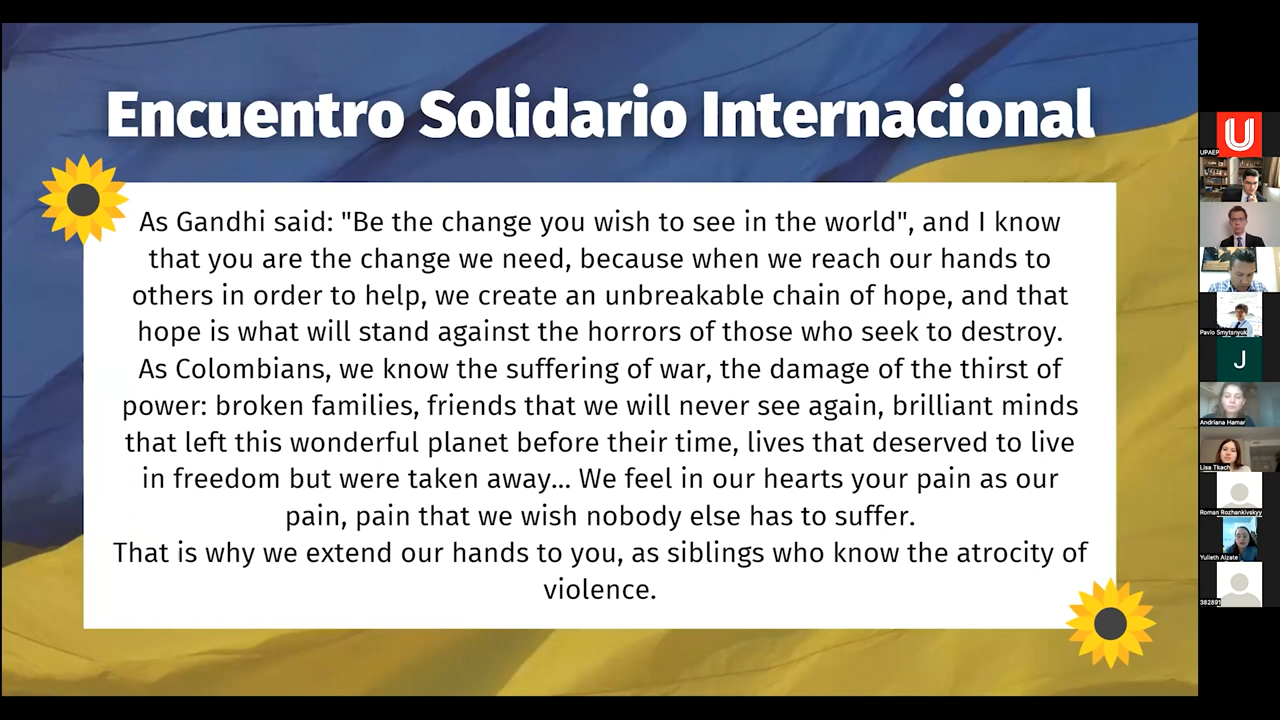 Encuentro Solidario Internacional
As Gandhi said: "Be the change you wish to see in the world", and I know
that you are the change we need, because when we reach our hands to
others in order to help, we create an unbreakable chain of hope, and that
hope is what will stand against the horrors of those who seek to destroy.
As Colombians, we know the suffering of war, the damage of the thirst of
power: broken families, friends that we will never see again, brilliant minds
that left this wonderful planet before their time, lives that deserved to live
in freedom but were taken away... We feel in our hearts your pain as our
pain, pain that we wish nobody else has to suffer.
That is why we extend our hands to you, as siblings who know the atrocity of
violence.
U
UPAEP
Pavlo Smytsnyuk
J
Andriana Hamar
Lisa Tkach
Roman Rozhankivskyy
Yulieth Alzate
382891